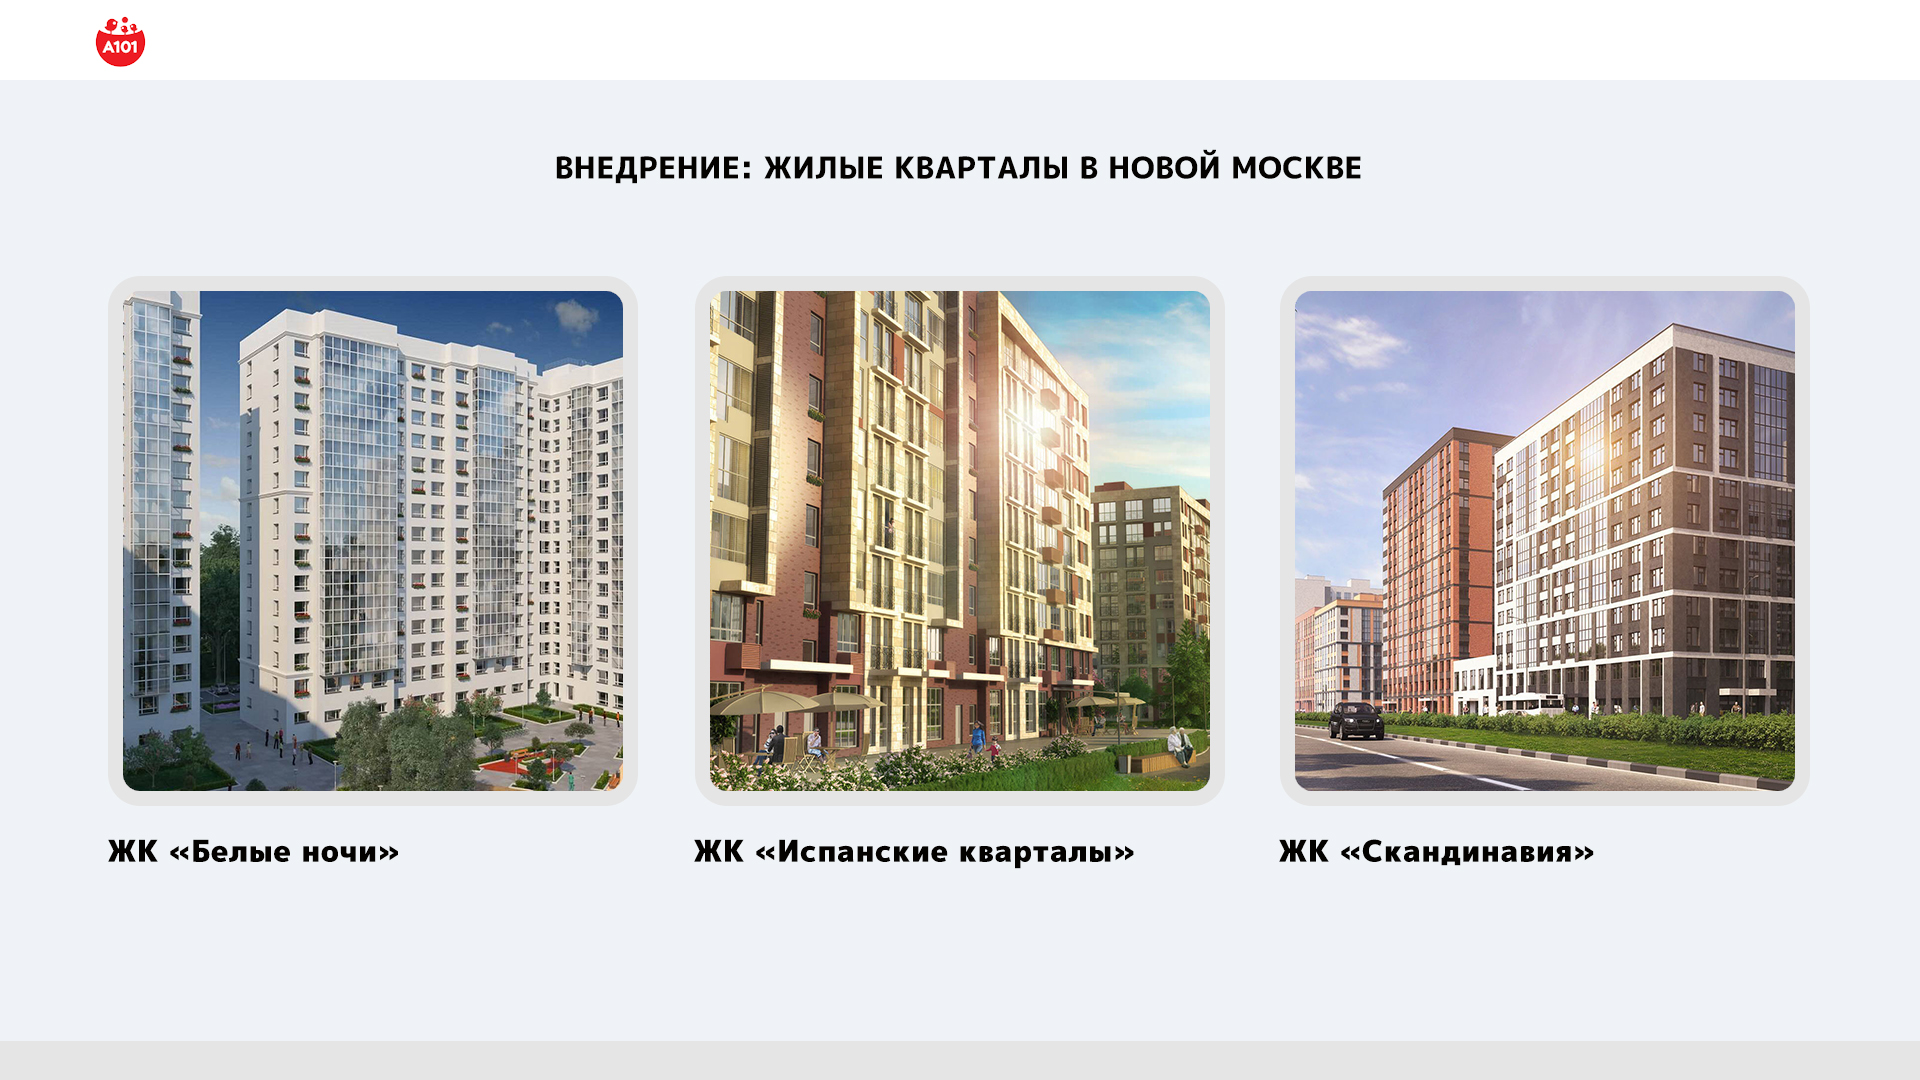 А101
ВНЕДРЕНИЕ: ЖИЛЫЕ КВАРТАЛЫ В НОВОЙ МОСКВЕ
ЖК «Белые ночи»
ЖК «Испанские кварталы»
ЖК «Скандинавия»